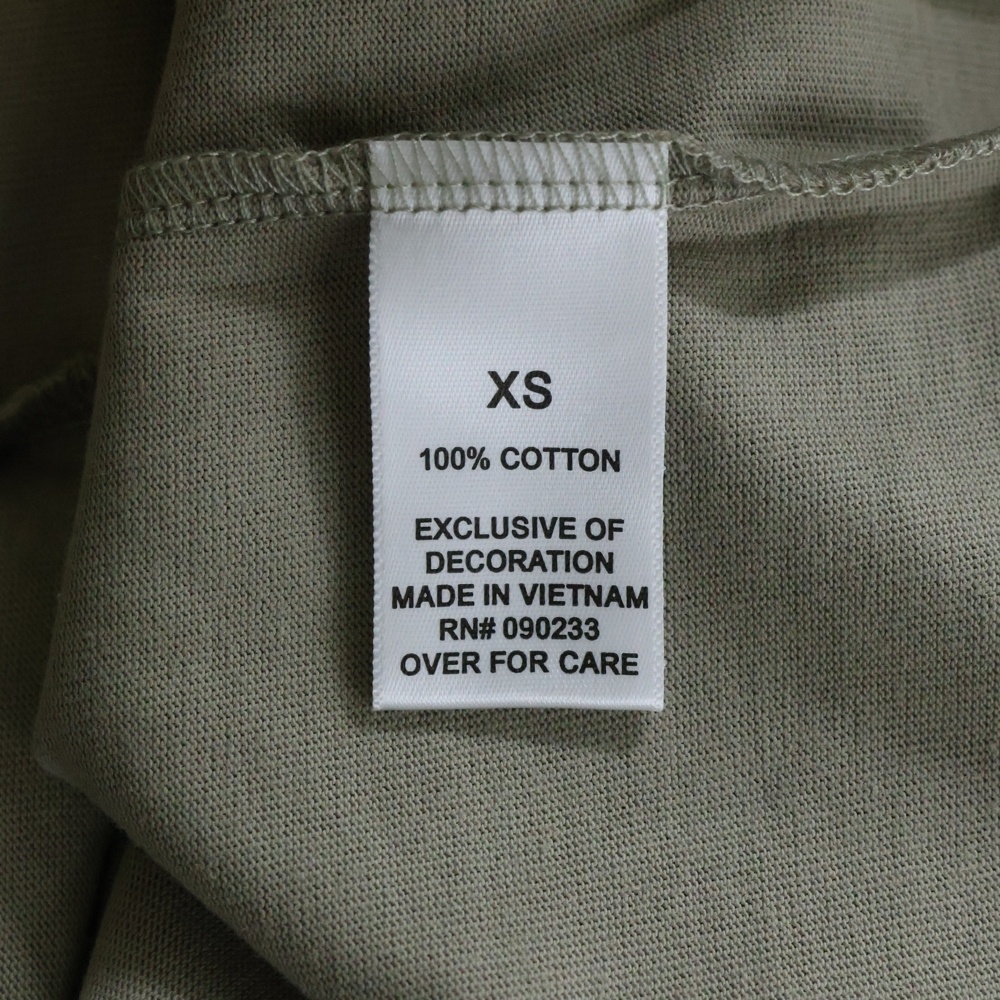 XS
100% COTTON
EXCLUSIVE OF
DECORATION
MADE IN VIETNAM
RN# 090233
OVER FOR CARE